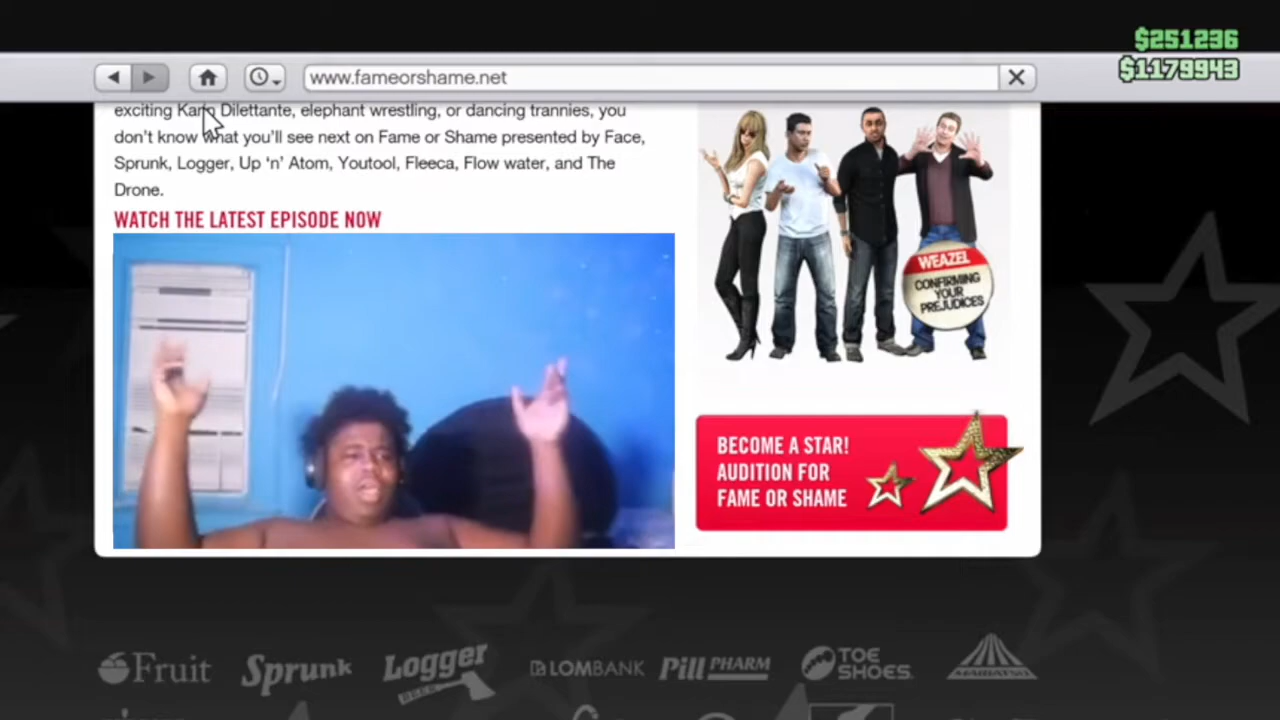 $251236
www.fameorshame.net
$1179943
exciting Karin Dilettante, elephant wrestling, or dancing trannies, you
don't know what you'll see next on Fame or Shame presented by Face,
Sprunk, Logger, Up 'n' Atom, Youtool, Fleeca, Flow water, and The
Drone.
WATCH THE LATEST EPISODE NOW
WEAZEL
CONFIRMING
YOUR
PREJUDICES
BECOME A STAR!
AUDITION FOR
FAME OR SHAME
Fruit
Sprunk
Logger
BEER
LOMBANK
Pill PHARM
TOE
SHOES
MAIBATSU